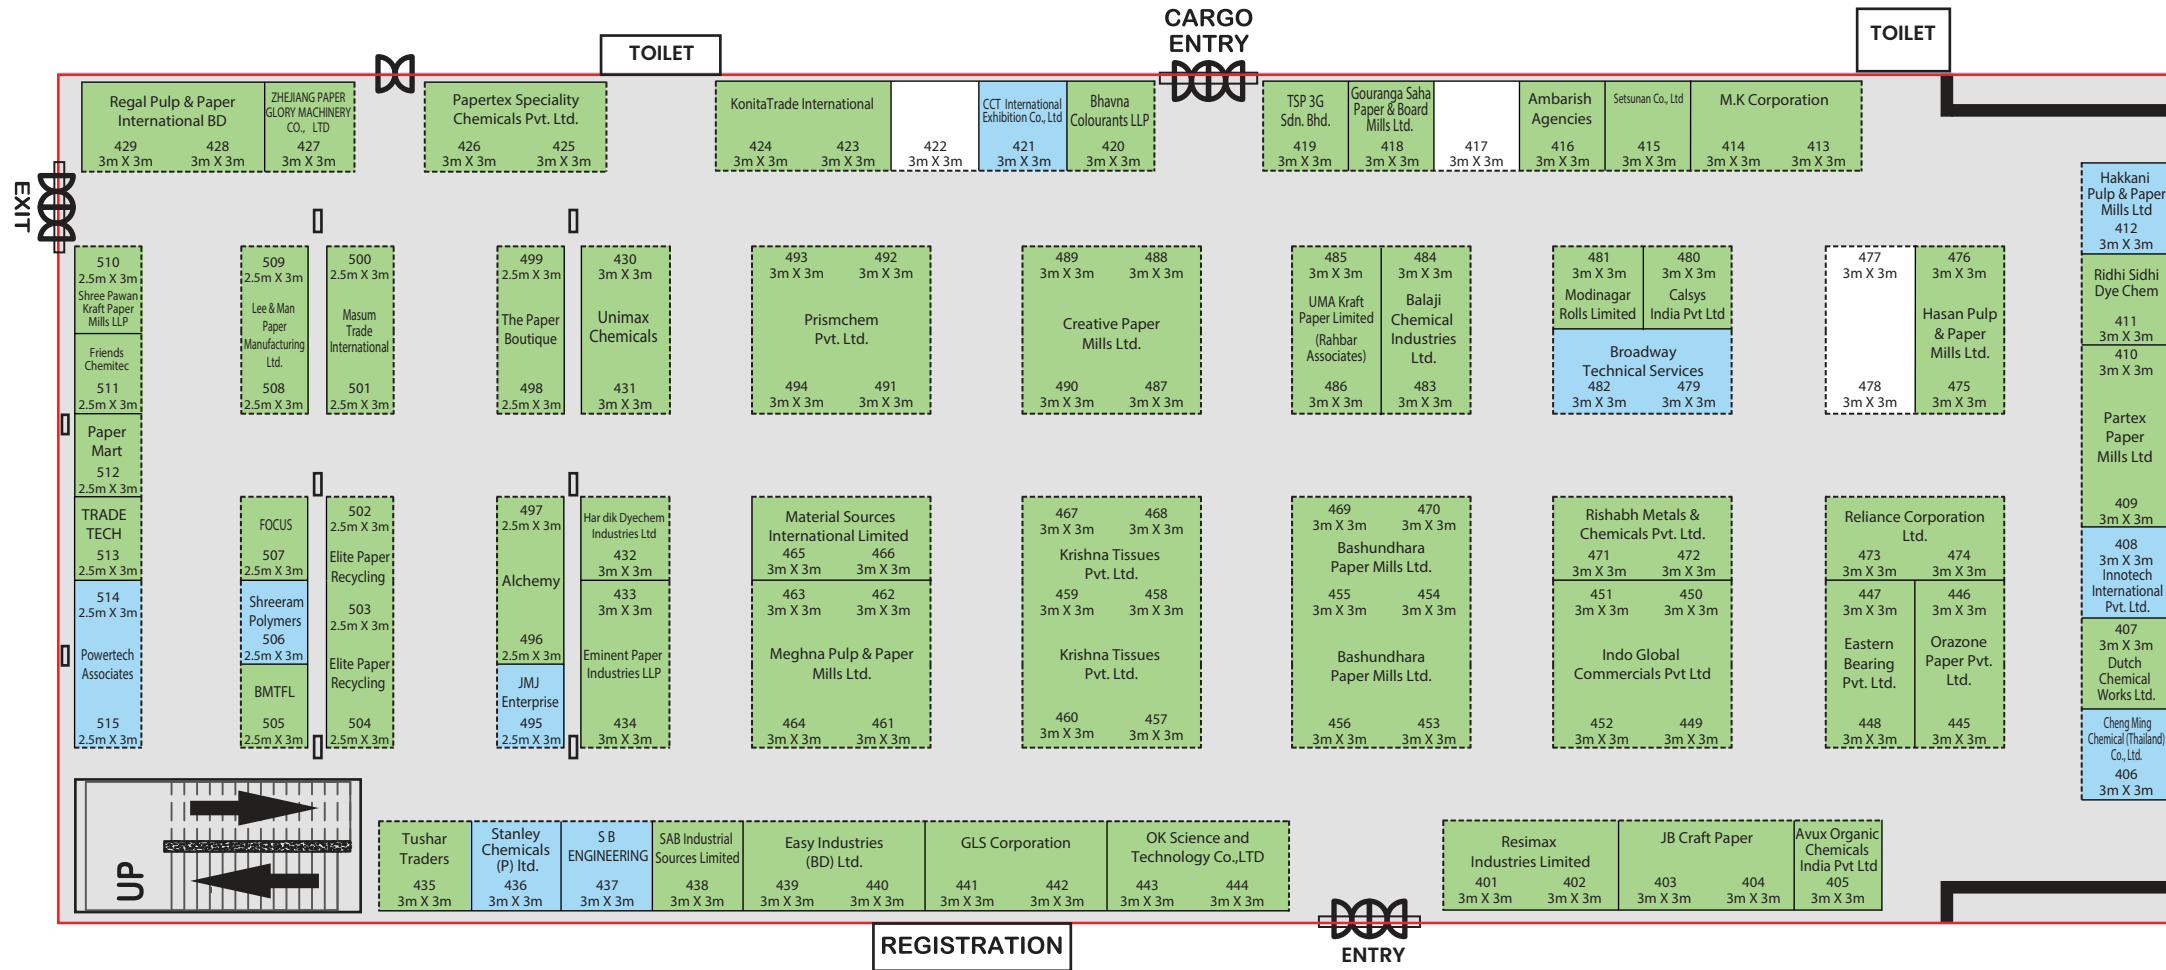 CARGO
ENTRY
TOILET
TOILET
Regal Pulp & Paper
International BD
429
3m X 3m
428
3m X 3m
ZHEJIANG PAPER
GLORY MACHINERY
CO., LTD
427
3m X 3m
Papertex Speciality
Chemicals Pvt. Ltd.
426
3m X 3m
425
3m X 3m
KonitaTrade International
424
3m X 3m
423
3m X 3m
422
3m X 3m
CCT International
Exhibition Co., Ltd
421
3m X 3m
Bhavna
Colourants LLP
420
3m X 3m
TSP 3G
Sdn. Bhd.
419
3m X 3m
Gouranga Saha
Paper & Board
Mills Ltd.
418
3m X 3m
417
3m X 3m
Ambarish
Agencies
416
3m X 3m
Setsunan Co., Ltd
415
3m X 3m
M.K Corporation
414
3m X 3m
413
3m X 3m
EXIT
Hakkani
Pulp & Paper
Mills Ltd
412
3m X 3m
Ridhi Sidhi
Dye Chem
411
3m X 3m
410
3m X 3m
Partex
Paper
Mills Ltd
409
3m X 3m
408
3m X 3m
Innotech
International
Pvt. Ltd.
407
3m X 3m
Dutch
Chemical
Works Ltd.
Cheng Ming
Chemical (Thailand)
Co., Ltd.
406
3m X 3m
510
2.5m X 3m
Shree Pawan
Kraft Paper
Mills LLP
Friends
Chemitec
511
2.5m X 3m
Paper
Mart
512
2.5m X 3m
TRADE
TECH
513
2.5m X 3m
514
2.5m X 3m
Powertech
Associates
515
2.5m X 3m
509
2.5m X 3m
Lee & Man
Paper
Manufacturing
Ltd.
508
2.5m X 3m
500
2.5m X 3m
Masum
Trade
International
501
2.5m X 3m
499
2.5m X 3m
The Paper
Boutique
498
2.5m X 3m
430
3m X 3m
Unimax
Chemicals
431
3m X 3m
493
3m X 3m
492
3m X 3m
Prismchem
Pvt. Ltd.
494
3m X 3m
491
3m X 3m
489
3m X 3m
488
3m X 3m
Creative Paper
Mills Ltd.
490
3m X 3m
487
3m X 3m
485
3m X 3m
UMA Kraft
Paper Limited
(Rahbar
Associates)
486
3m X 3m
484
3m X 3m
Balaji
Chemical
Industries
Ltd.
483
3m X 3m
481
3m X 3m
Modinagar
Rolls Limited
480
3m X 3m
Calsys
India Pvt Ltd
Broadway
Technical Services
482
3m X 3m
479
3m X 3m
477
3m X 3m
478
3m X 3m
476
3m X 3m
Hasan Pulp
& Paper
Mills Ltd.
475
3m X 3m
FOCUS
507
2.5m X 3m
Shreeram
Polymers
506
2.5m X 3m
BMTFL
505
2.5m X 3m
502
2.5m X 3m
Elite Paper
Recycling
503
2.5m X 3m
Elite Paper
Recycling
504
2.5m X 3m
497
2.5m X 3m
Alchemy
496
2.5m X 3m
JMJ
Enterprise
495
2.5m X 3m
Har dik Dyechem
Industries Ltd
432
3m X 3m
433
3m X 3m
Eminent Paper
Industries LLP
434
3m X 3m
Material Sources
International Limited
465
3m X 3m
466
3m X 3m
463
3m X 3m
462
3m X 3m
Meghna Pulp & Paper
Mills Ltd.
464
3m X 3m
461
3m X 3m
467
3m X 3m
468
3m X 3m
Krishna Tissues
Pvt. Ltd.
459
3m X 3m
458
3m X 3m
Krishna Tissues
Pvt. Ltd.
460
3m X 3m
457
3m X 3m
469
3m X 3m
470
3m X 3m
Bashundhara
Paper Mills Ltd.
455
3m X 3m
454
3m X 3m
Bashundhara
Paper Mills Ltd.
456
3m X 3m
453
3m X 3m
Rishabh Metals &
Chemicals Pvt. Ltd.
471
3m X 3m
472
3m X 3m
451
3m X 3m
450
3m X 3m
Indo Global
Commercials Pvt Ltd
452
3m X 3m
449
3m X 3m
Reliance Corporation
Ltd.
473
3m X 3m
474
3m X 3m
447
3m X 3m
Eastern
Bearing
Pvt. Ltd.
448
3m X 3m
446
3m X 3m
Orazone
Paper Pvt.
Ltd.
445
3m X 3m
UP
Tushar
Traders
435
3m X 3m
Stanley
Chemicals
(P) ltd.
436
3m X 3m
S B
ENGINEERING
437
3m X 3m
SAB Industrial
Sources Limited
438
3m X 3m
Easy Industries
(BD) Ltd.
439
3m X 3m
440
3m X 3m
GLS Corporation
441
3m X 3m
442
3m X 3m
OK Science and
Technology Co.,LTD
443
3m X 3m
444
3m X 3m
Resimax
Industries Limited
401
3m X 3m
402
3m X 3m
JB Craft Paper
403
3m X 3m
404
3m X 3m
Avux Organic
Chemicals
India Pvt Ltd
405
3m X 3m
REGISTRATION
ENTRY